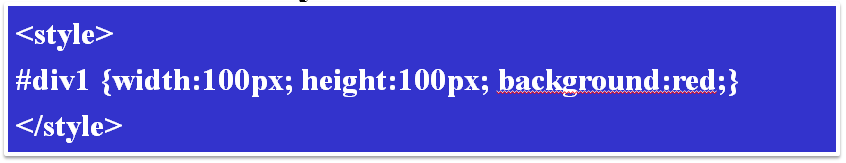 <style>
#div1 {width:100px; height:100px; background:red;}
</style>